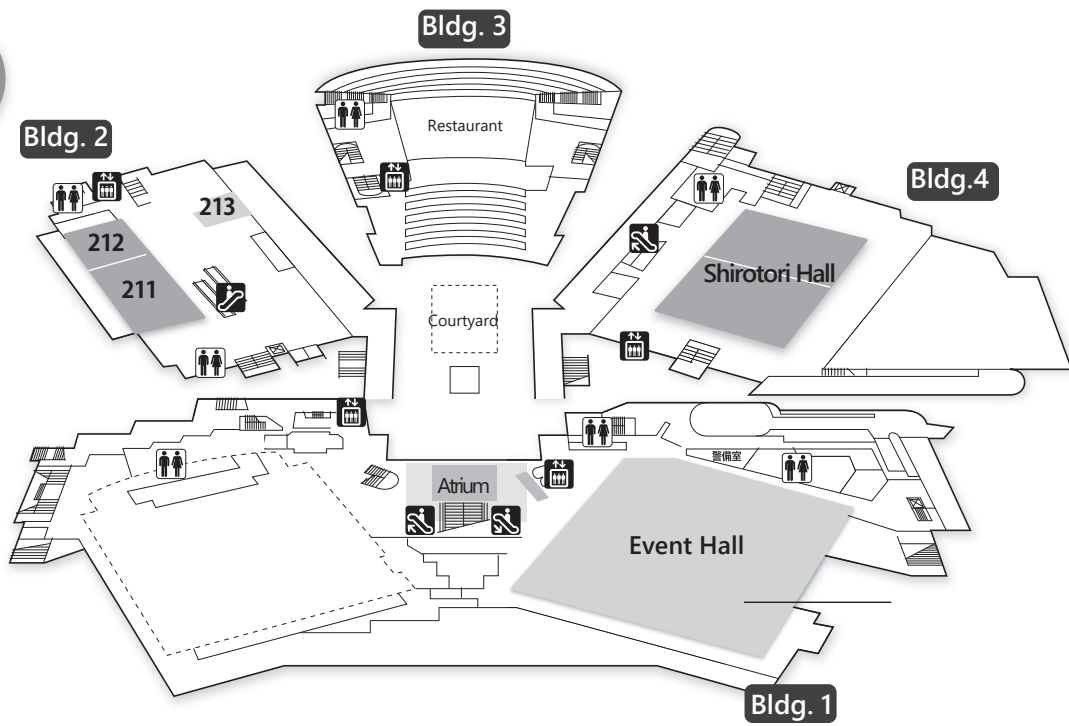 Bldg. 3
Restaurant
Bldg. 2
213
212
211
Bldg.4
Shirotori Hall
Courtyard
警備室
Atrium
Event Hall
Bldg. 1